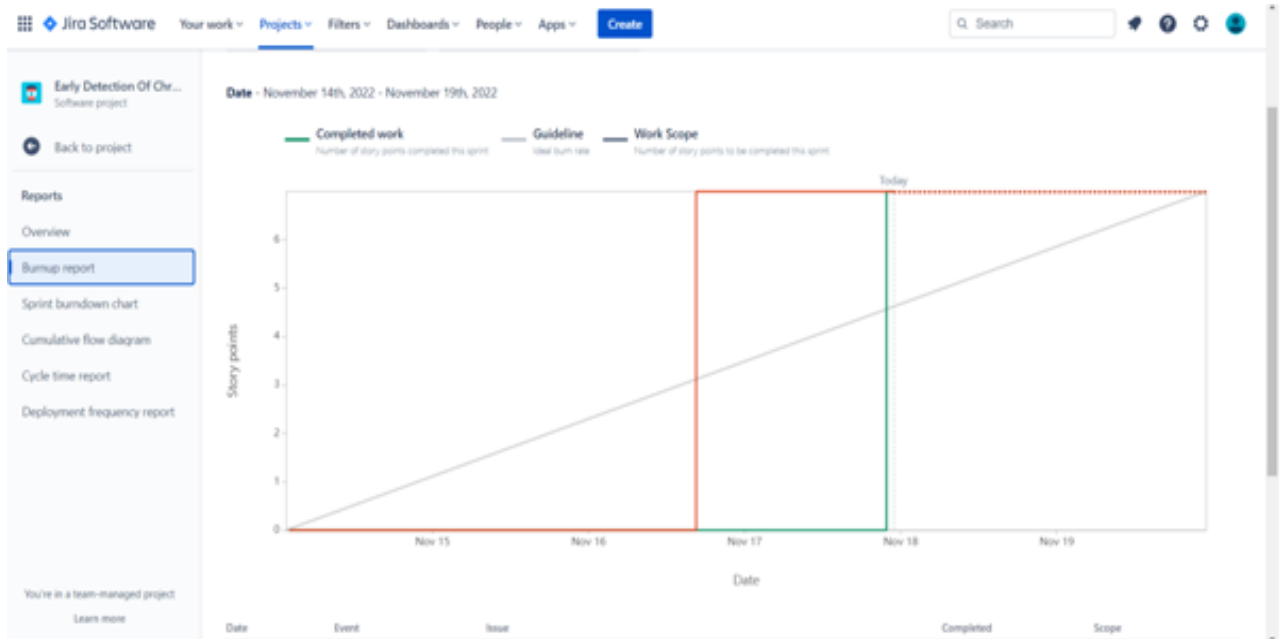 Jira Software Your work Projects Filters Dashboards People Apps Create Search
Early Detection Of Chr...
Software project
Back to project
Reports
Overview
Burnup report
Sprint burndown chart
Cumulative flow diagram
Cycle time report
Deployment frequency report
You're in a team-managed project
Learn more
Date - November 14th, 2022 - November 19th, 2022
Completed work
Number of story points completed this sprint
Guideline
Ideal burn rate
Work Scope
Number of story points to be completed this sprint
Today
Story points
6
5
4
3
2
1
0
Nov 15 Nov 16 Nov 17 Nov 18 Nov 19
Date
Date Event Issue Completed Scope